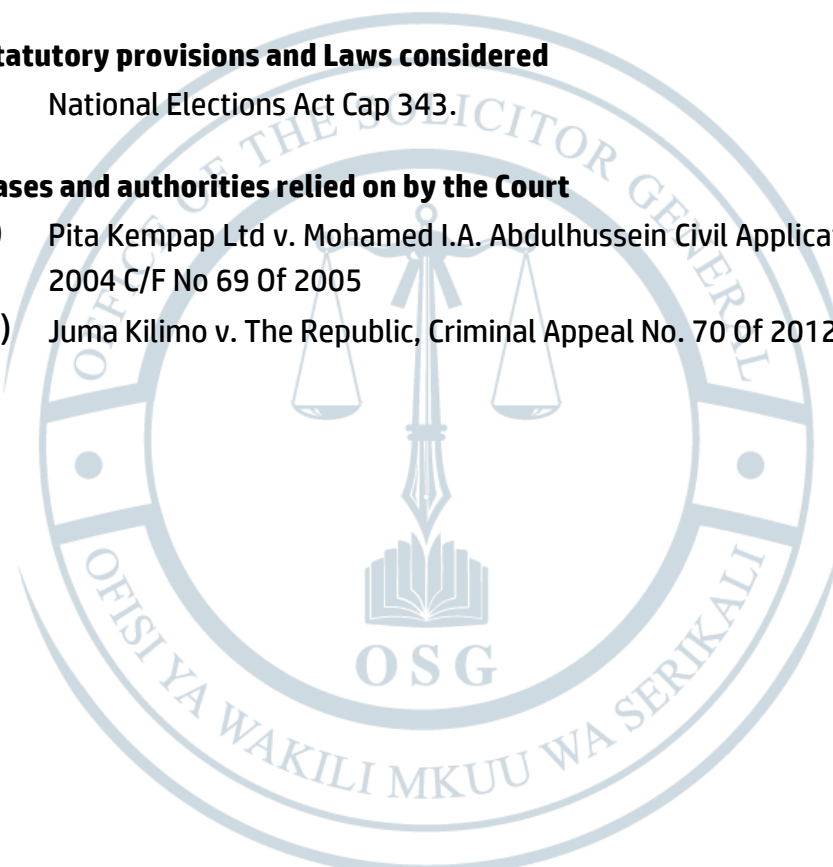 tatutory provisions and Laws considered
National Elections Act Cap 343.
ases and authorities relied on by the Court
) Pita Kempap Ltd v. Mohamed I.A. Abdulhussein Civil Applica
2004 C/F No 69 Of 2005
) Juma Kilimo v. The Republic, Criminal Appeal No. 70 Of 2012
OFFICE OF THE SOLICITOR GENERAL
OSG
OFISI YA WAKILI MKUU WA SERIKALI